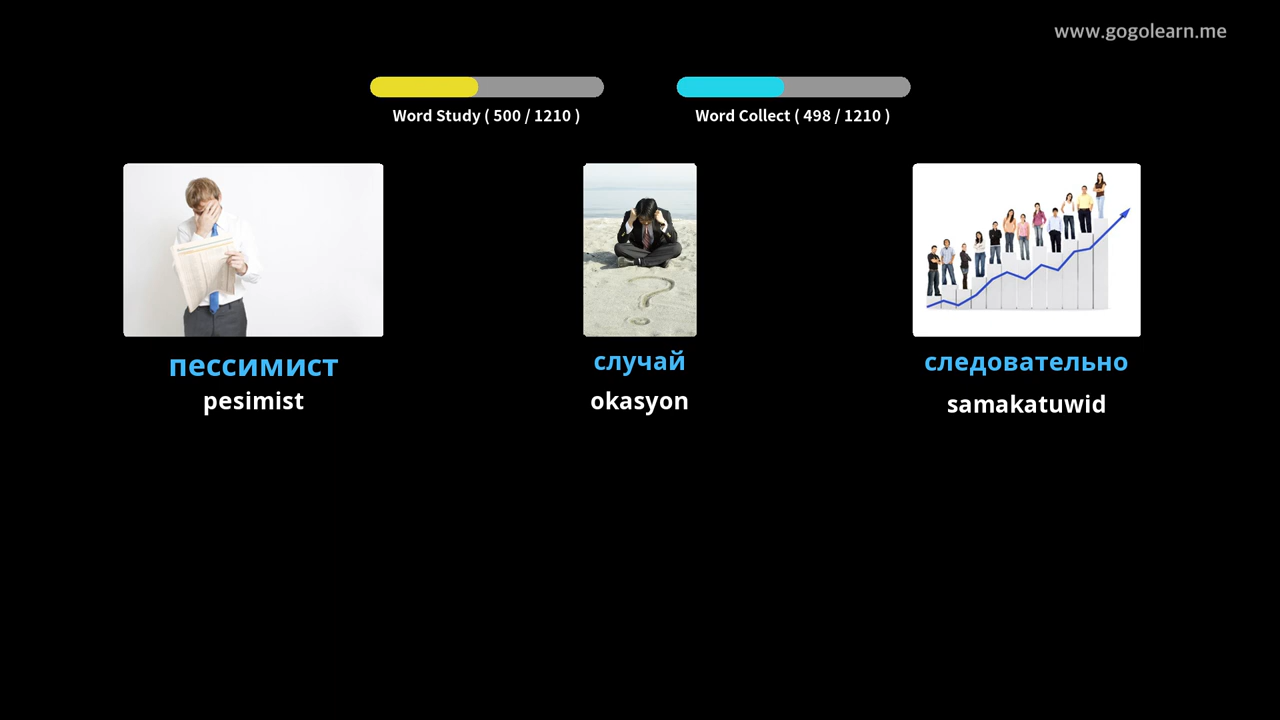 www.gogolearn.me
Word Study ( 500 / 1210 )
Word Collect ( 498 / 1210 )
пессимист
pesimist
случай
okasyon
следовательно
samakatuwid